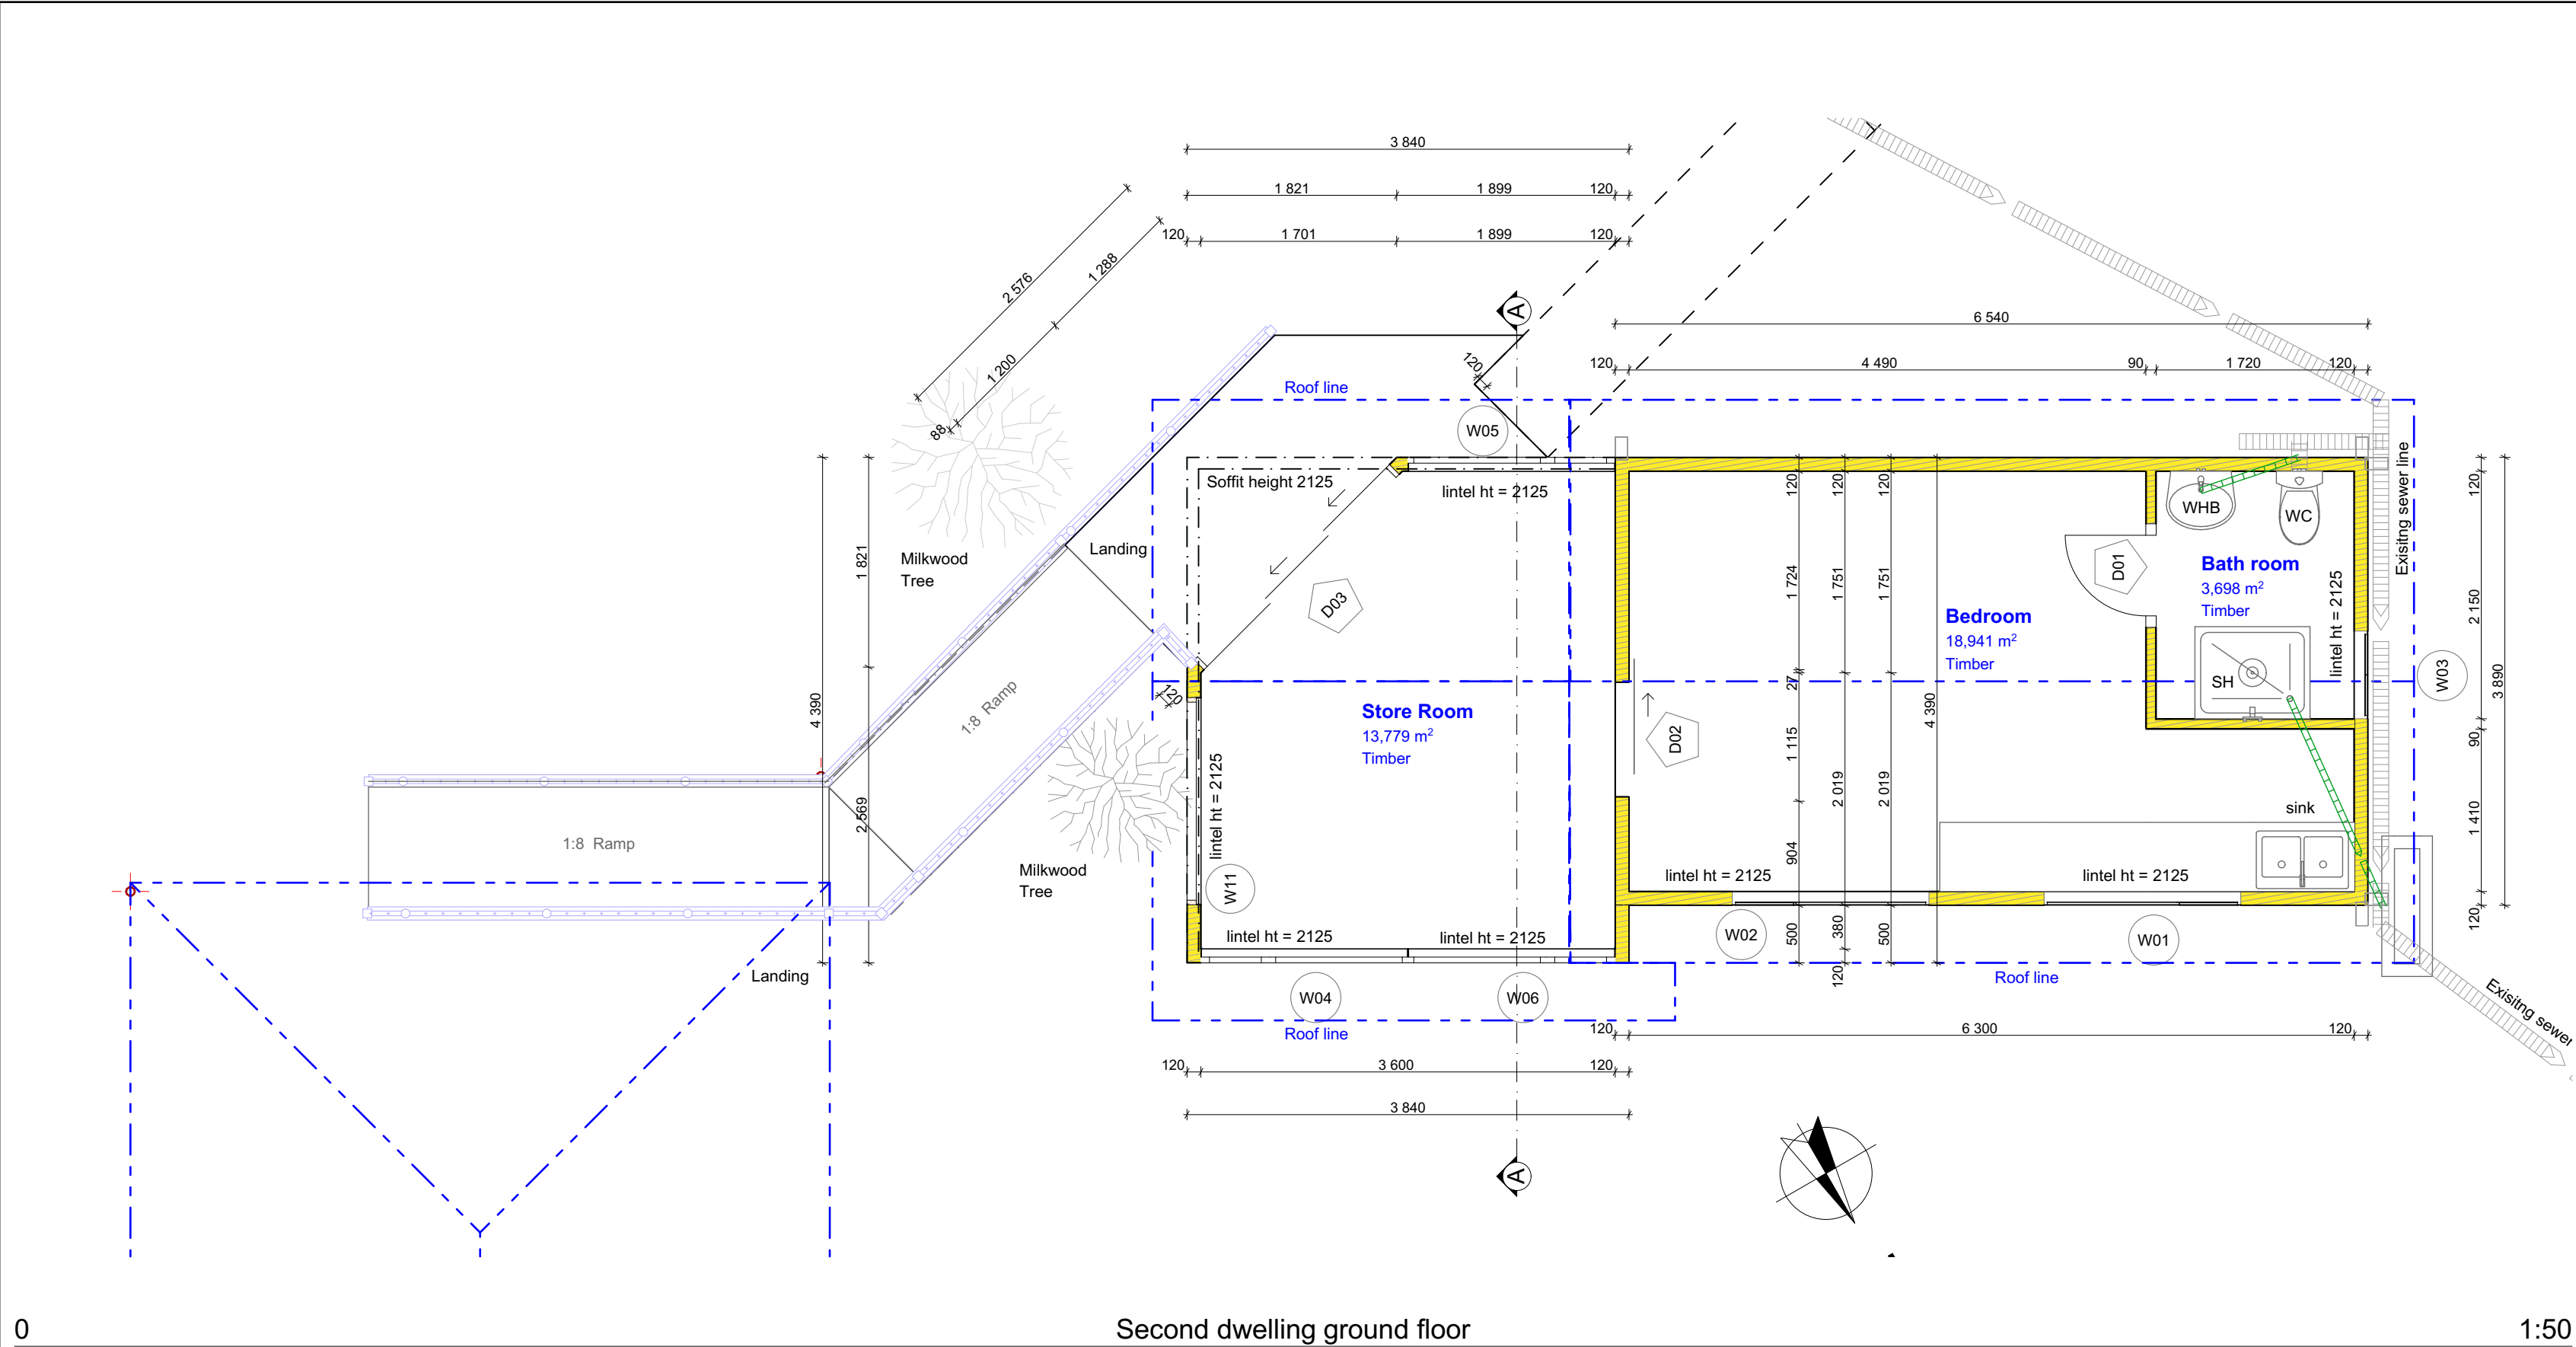 3 840
1 821
1 899
120
120
1 701
1 899
120
2 576
1 288
1 200
88
A
120
6 540
120
4 490
90
1 720
120
Roof line
W05
Soffit height 2125
lintel ht = 2125
Landing
Milkwood
Tree
1 821
4 390
2 569
D03
120
1 724
27
1 115
904
500
120
1 751
2 019
380
120
120
1 751
2 019
500
4 390
WHB
WC
D01
Bath room
3,698 m²
Timber
Bedroom
18,941 m²
Timber
lintel ht = 2125
SH
Exisitng sewer line
W03
120
2 150
90
1 410
120
3 890
1:8 Ramp
120
Store Room
13,779 m²
Timber
D02
lintel ht = 2125
W11
sink
1:8 Ramp
Milkwood
Tree
lintel ht = 2125
lintel ht = 2125
lintel ht = 2125
lintel ht = 2125
W02
W01
Landing
Roof line
W04
W06
Roof line
Exisitng sewer
120
6 300
120
120
3 600
120
3 840
A
0
Second dwelling ground floor
1:50